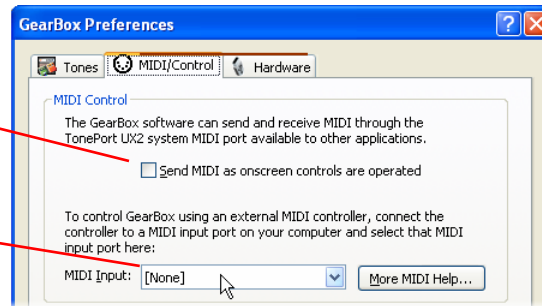 GearBox Preferences
Tones MIDI/Control Hardware
MIDI Control
The GearBox software can send and receive MIDI through the
TonePort UX2 system MIDI port available to other applications.
Send MIDI as onscreen controls are operated
To control GearBox using an external MIDI controller, connect the
controller to a MIDI input port on your computer and select that MIDI
input port here:
MIDI Input: [None] More MIDI Help...